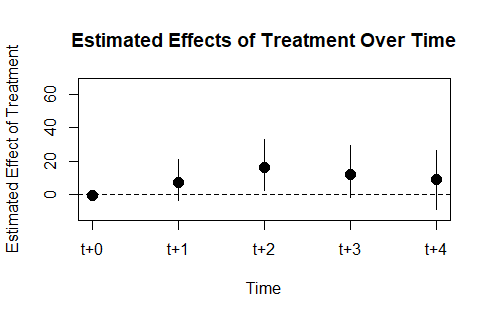 Estimated Effects of Treatment Over Time
Estimated Effect of Treatment
60
40
20
0
t+0 t+1 t+2 t+3 t+4
Time